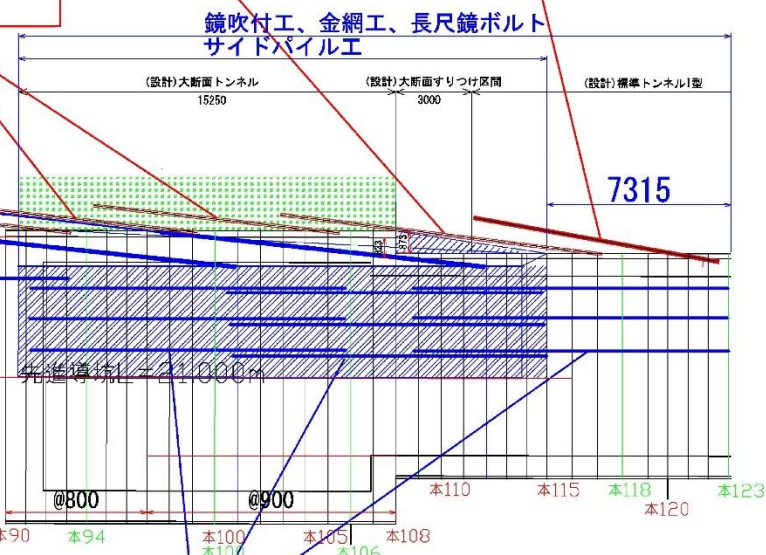 鏡吹付工、金網工、長尺鏡ボルト
サイドパイル工
(設計)大断面トンネル
(設計)大断面すりつけ区間
(設計)標準トンネルI型
15250
3000
7315
873
先進導坑L=21.000m
@800
@900
本110
本115
本118
本123
本120
本90
本94
本100
本105
本108
本106